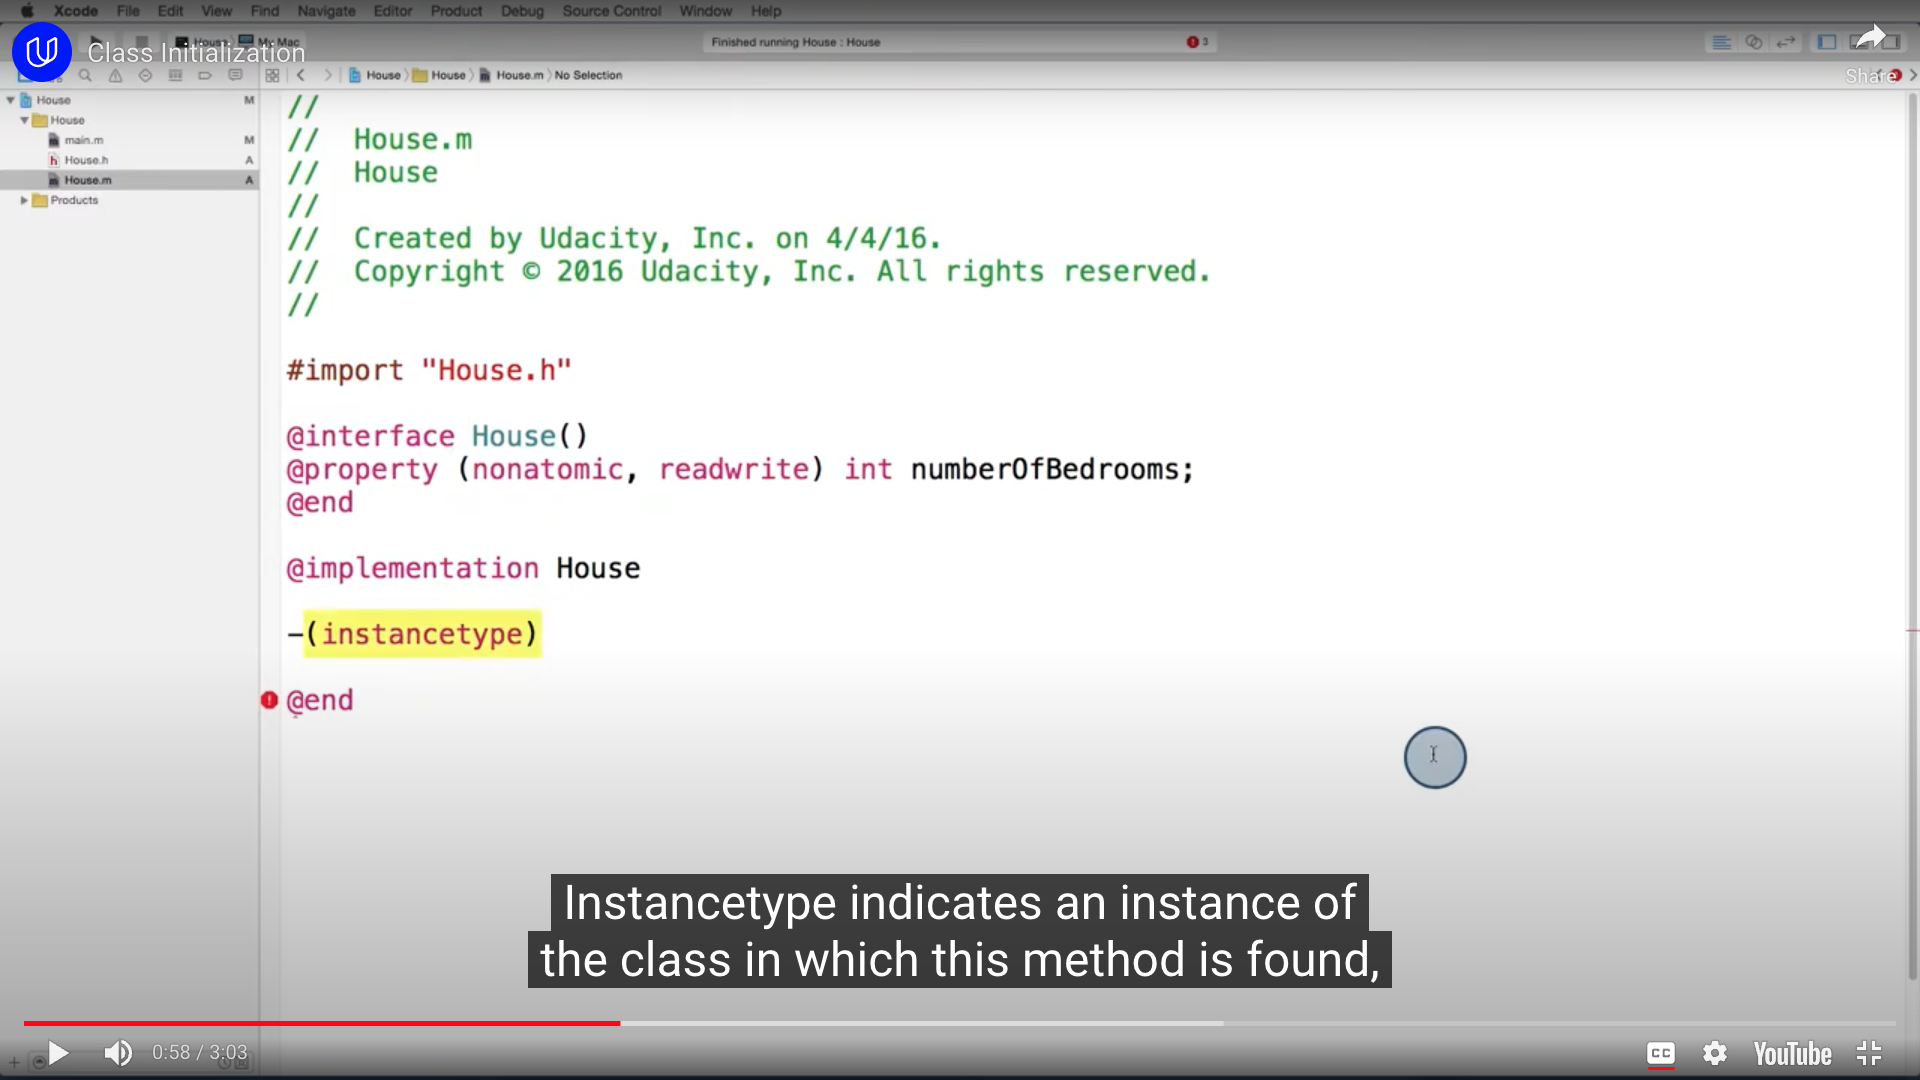 Xcode File Edit View Find Navigate Editor Product Debug Source Control Window Help
Class Initialization
My Mac
Finished running House : House
3
Share
House House House.m No Selection
House M
House
main.m M
h House.h A
House.m A
Products
//
// House.m
// House
//
// Created by Udacity, Inc. on 4/4/16.
// Copyright © 2016 Udacity, Inc. All rights reserved.
//
#import "House.h"
@interface House()
@property (nonatomic, readwrite) int numberOfBedrooms;
@end
@implementation House
-(instancetype)
@end
Instancetype indicates an instance of
the class in which this method is found,
0:58 / 3:03
CC
YouTube